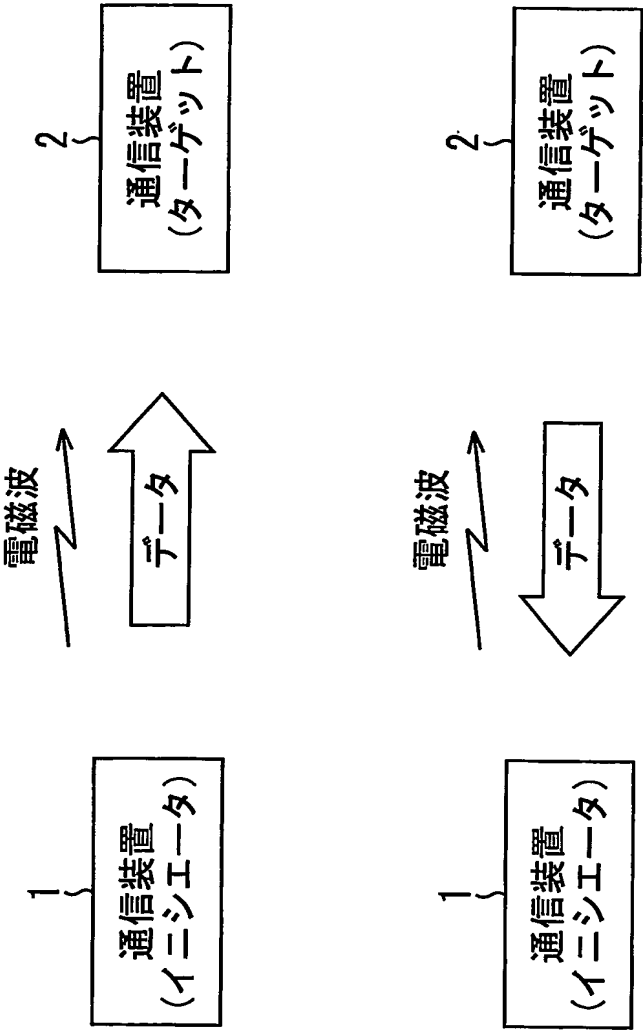 1
通信装置
(イニシエータ)
電磁波
データ
2
通信装置
(ターゲット)
1
通信装置
(イニシエータ)
電磁波
データ
2
通信装置
(ターゲット)